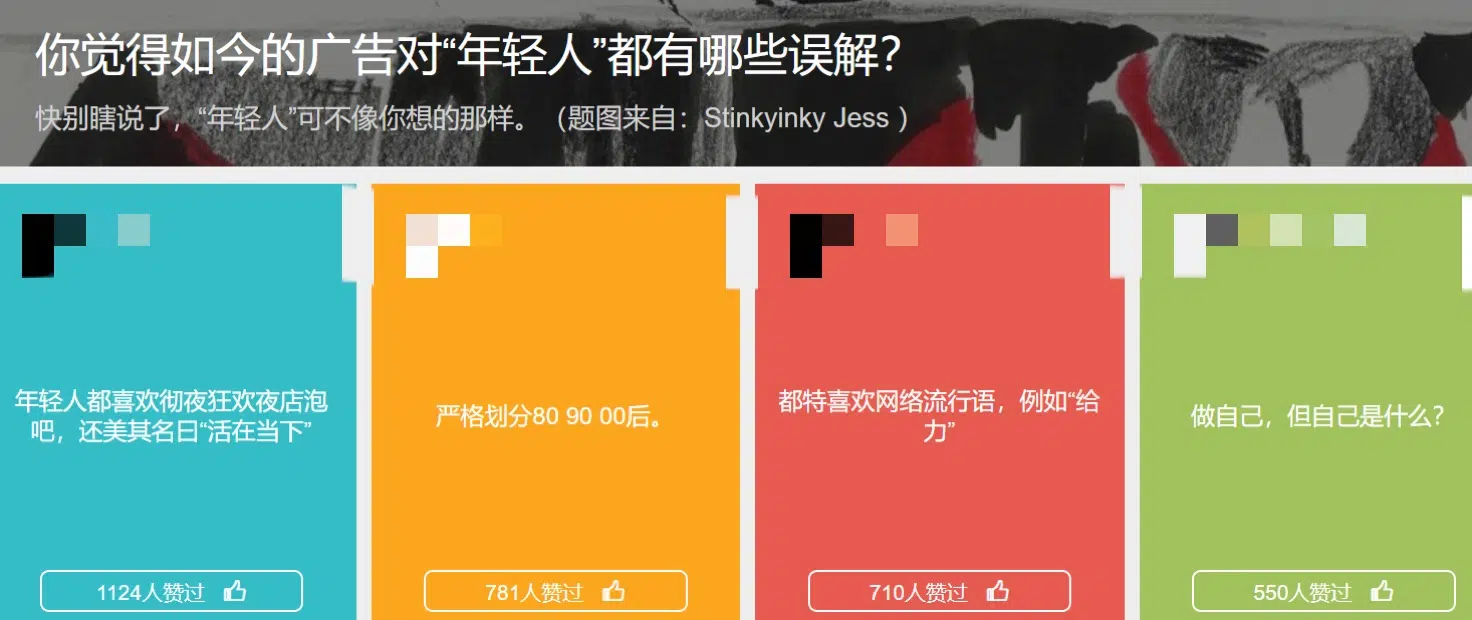 你觉得如今的广告对“年轻人”都有哪些误解？
快别瞎说了，“年轻人”可不像你想的那样。（题图来自：Stinkyinky Jess ）
年轻人都喜欢彻夜狂欢夜店泡
吧，还美其名曰“活在当下”
1124人赞过
严格划分80 90 00后。
781人赞过
都特喜欢网络流行语，例如“给
力”
710人赞过
做自己，但自己是什么？
550人赞过